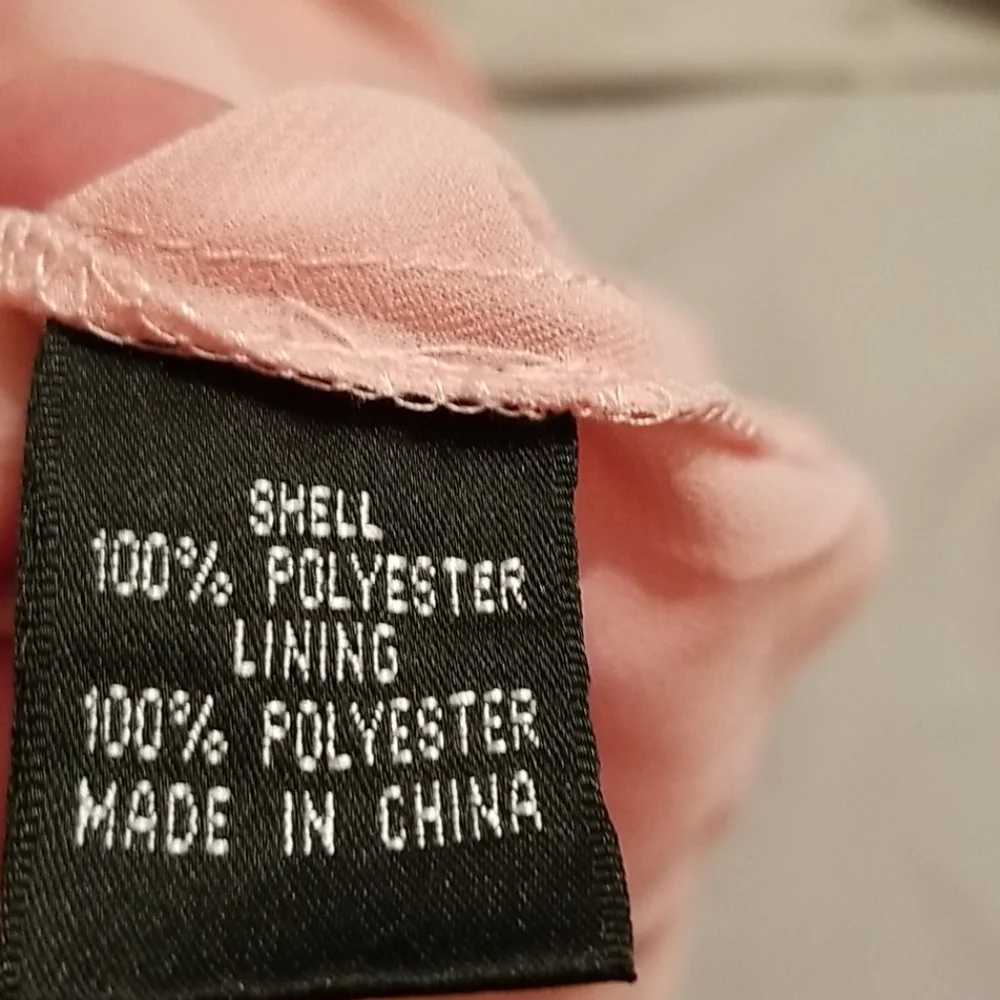 SHELL
100% POLYESTER
LINING
100% POLYESTER
MADE IN CHINA